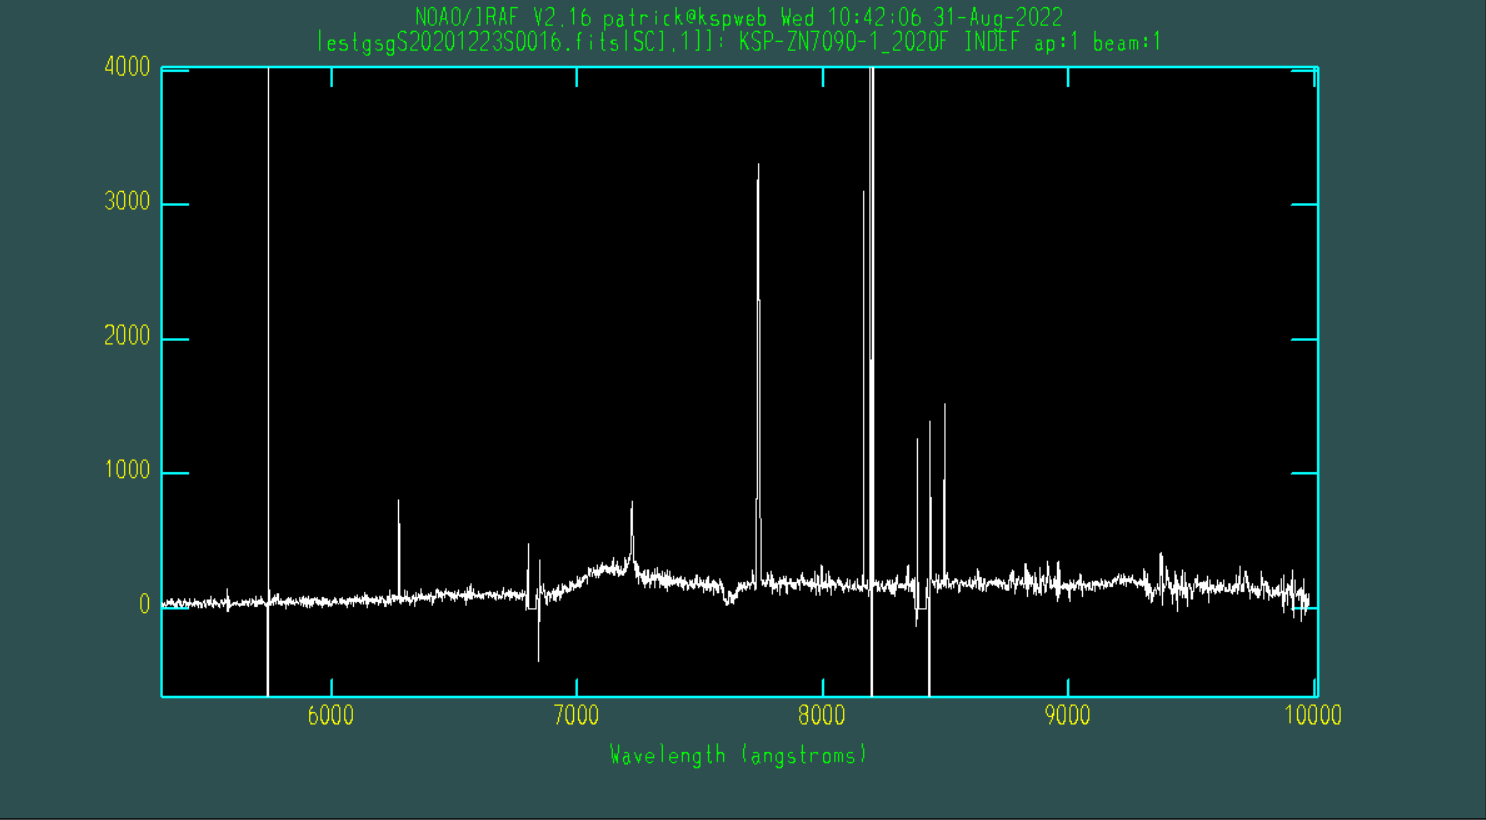 NOAO/IRAF V2.16 patrick@kspweb Wed 10:42:06 31-Aug-2022
[estgsgS20201223S0016.fits[SCI,1]]: KSP-ZN7090-1_2020F INDEF ap:1 beam:1
4000
3000
2000
1000
0
6000 7000 8000 9000 10000
Wavelength (angstroms)